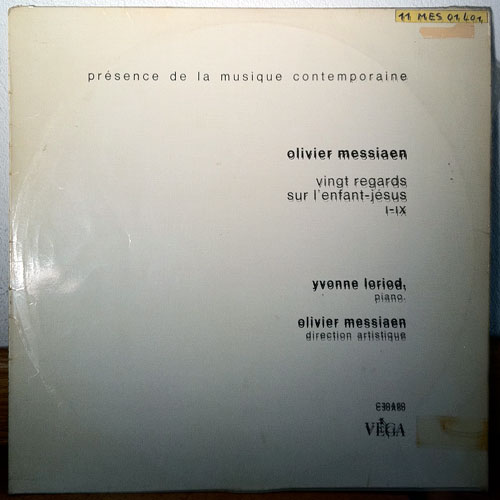 11 MES 01.401.
présence de la musique contemporaine
olivier messiaen
vingt regards
sur l'enfant-jésus
I-IX
yvonne loriod,
piano.
olivier messiaen
direction artistique
VÉGA